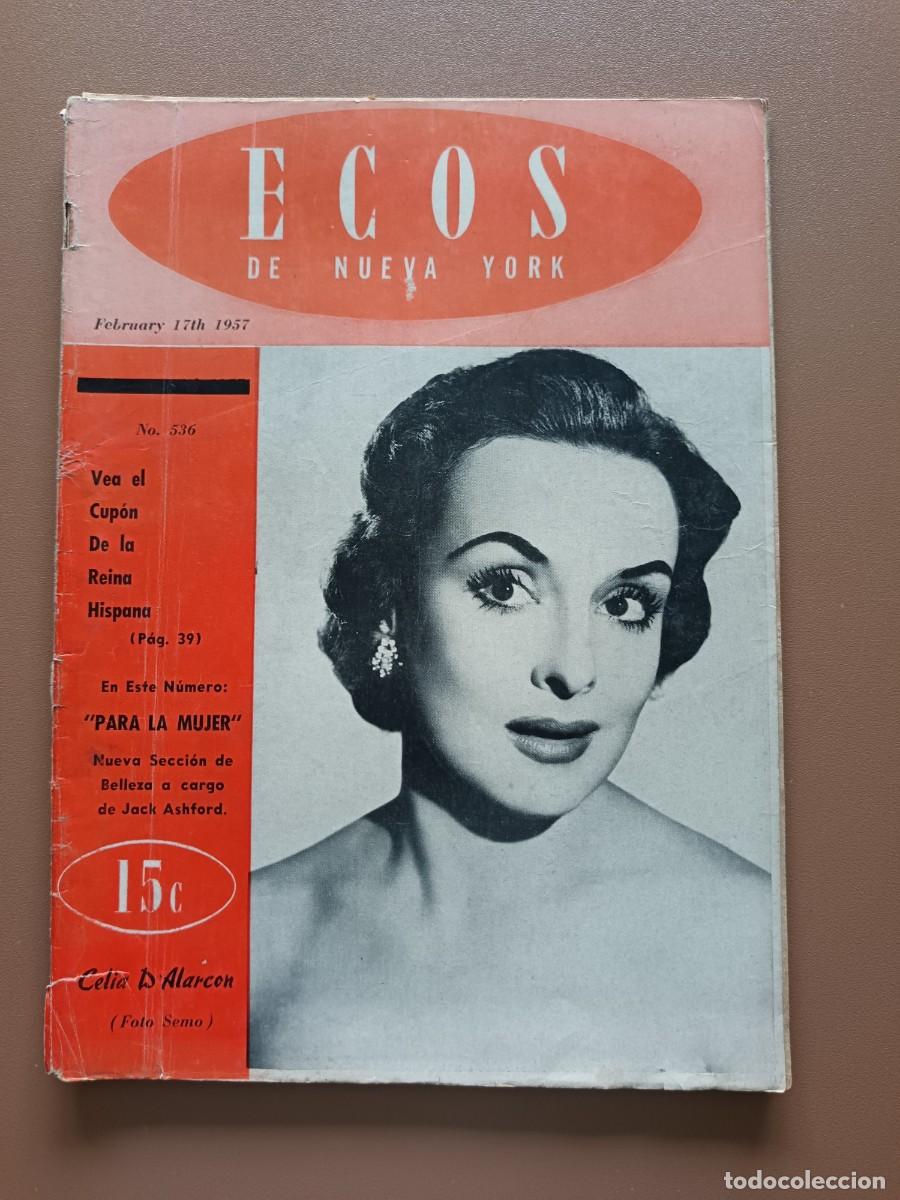 ECOS
DE NUEVA YORK
February 17th 1957
No. 536
Vea el
Cupón
De la
Reina
Hispana
(Pág. 39)
En Este Número:
"PARA LA MUJER"
Nueva Sección de
Belleza a cargo
de Jack Ashford.
15c
Celia D'Alarcon
(Foto Semo)
todocoleccion